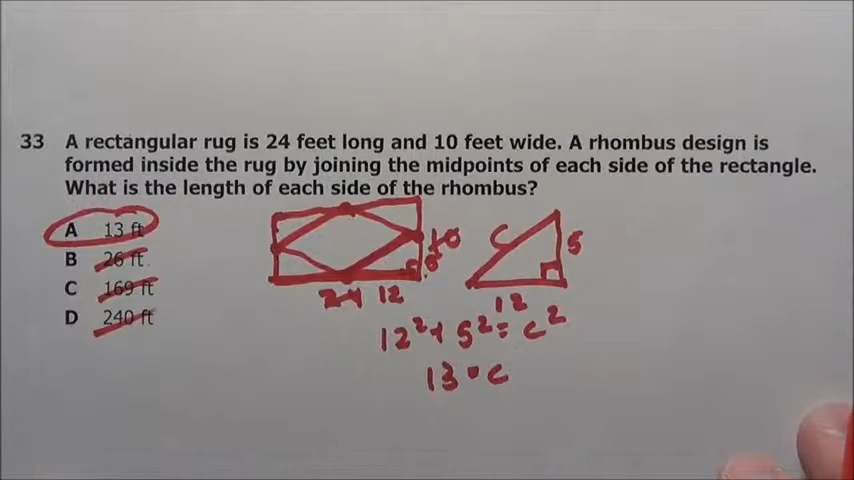 33 A rectangular rug is 24 feet long and 10 feet wide. A rhombus design is
formed inside the rug by joining the midpoints of each side of the rectangle.
What is the length of each side of the rhombus?
A 13 ft
B 26 ft
C 169 ft
D 240 ft
10
24 12
C
5
12
12² + 5² = c²
13 = c